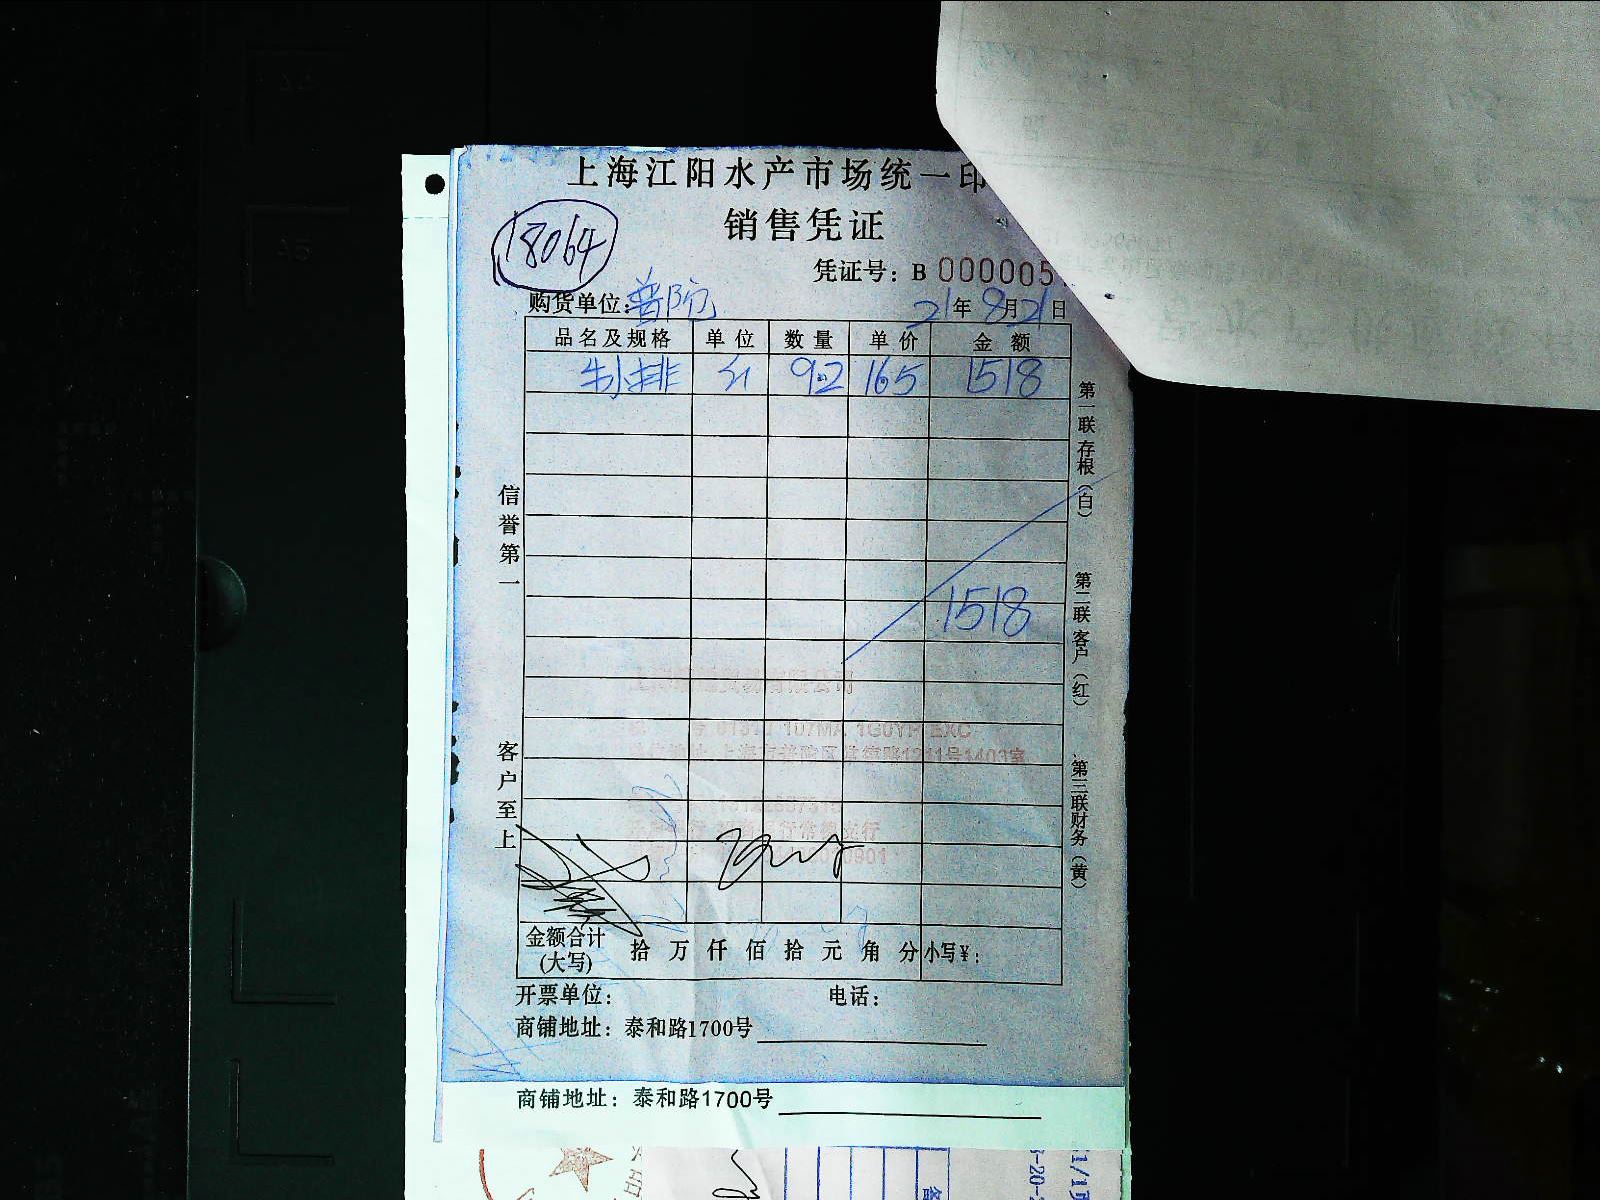 上海江阳水产市场统一印
销售凭证
18064
凭证号：B 000005
购货单位：普陀 21年9月21日
品名及规格 单位 数量 单价 金额
9.2 165 1518
1518
信誉第一
客户至上
第一联存根（白）
第二联客户（红）
第三联财务（黄）
金额合计（大写） 拾 万 仟 佰 拾 元 角 分 小写¥：
开票单位： 电话：
商铺地址：泰和路1700号
商铺地址：泰和路1700号